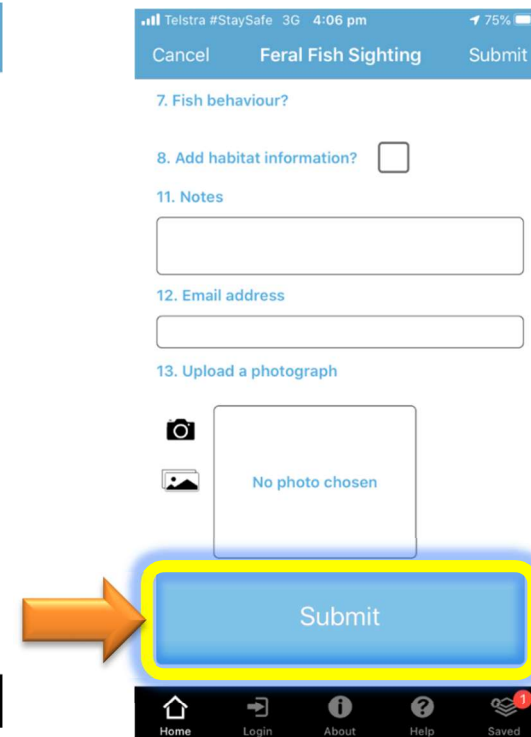 Telstra #StaySafe 3G 4:06 pm 75%
Cancel Feral Fish Sighting Submit
7. Fish behaviour?
8. Add habitat information?
11. Notes
12. Email address
13. Upload a photograph
No photo chosen
Submit
1
Home Login About Help Saved